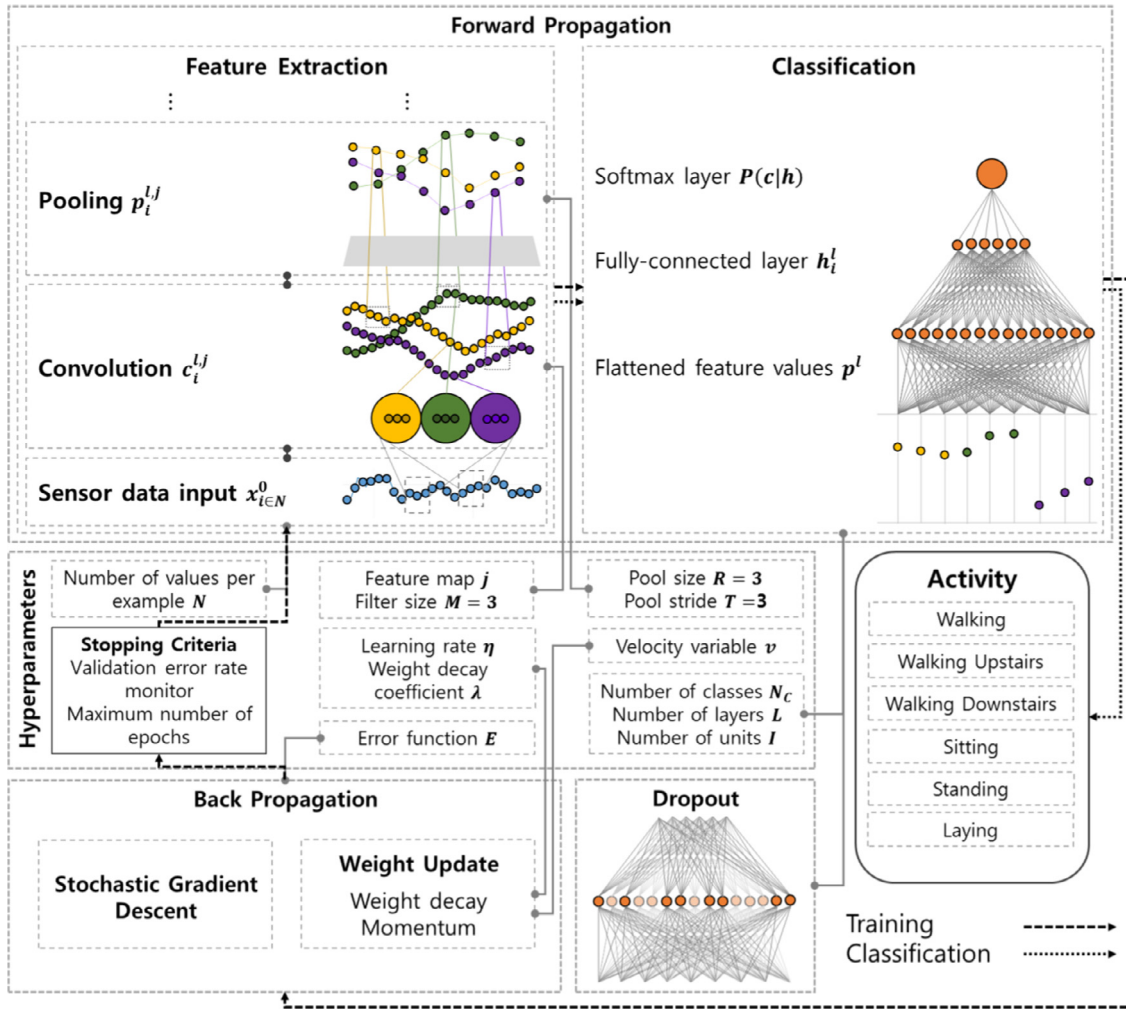 Forward Propagation
Feature Extraction
Pooling p_i^{l,j}
Convolution c_i^{l,j}
Sensor data input x_{i∈N}^0
Classification
Softmax layer P(c|h)
Fully-connected layer h_i^l
Flattened feature values p^l
Hyperparameters
Number of values per
example N
Stopping Criteria
Validation error rate
monitor
Maximum number of
epochs
Feature map j
Filter size M = 3
Learning rate η
Weight decay
coefficient λ
Error function E
Pool size R = 3
Pool stride T =3
Velocity variable v
Number of classes N_C
Number of layers L
Number of units I
Activity
Walking
Walking Upstairs
Walking Downstairs
Sitting
Standing
Laying
Back Propagation
Stochastic Gradient
Descent
Weight Update
Weight decay
Momentum
Dropout
Training
Classification